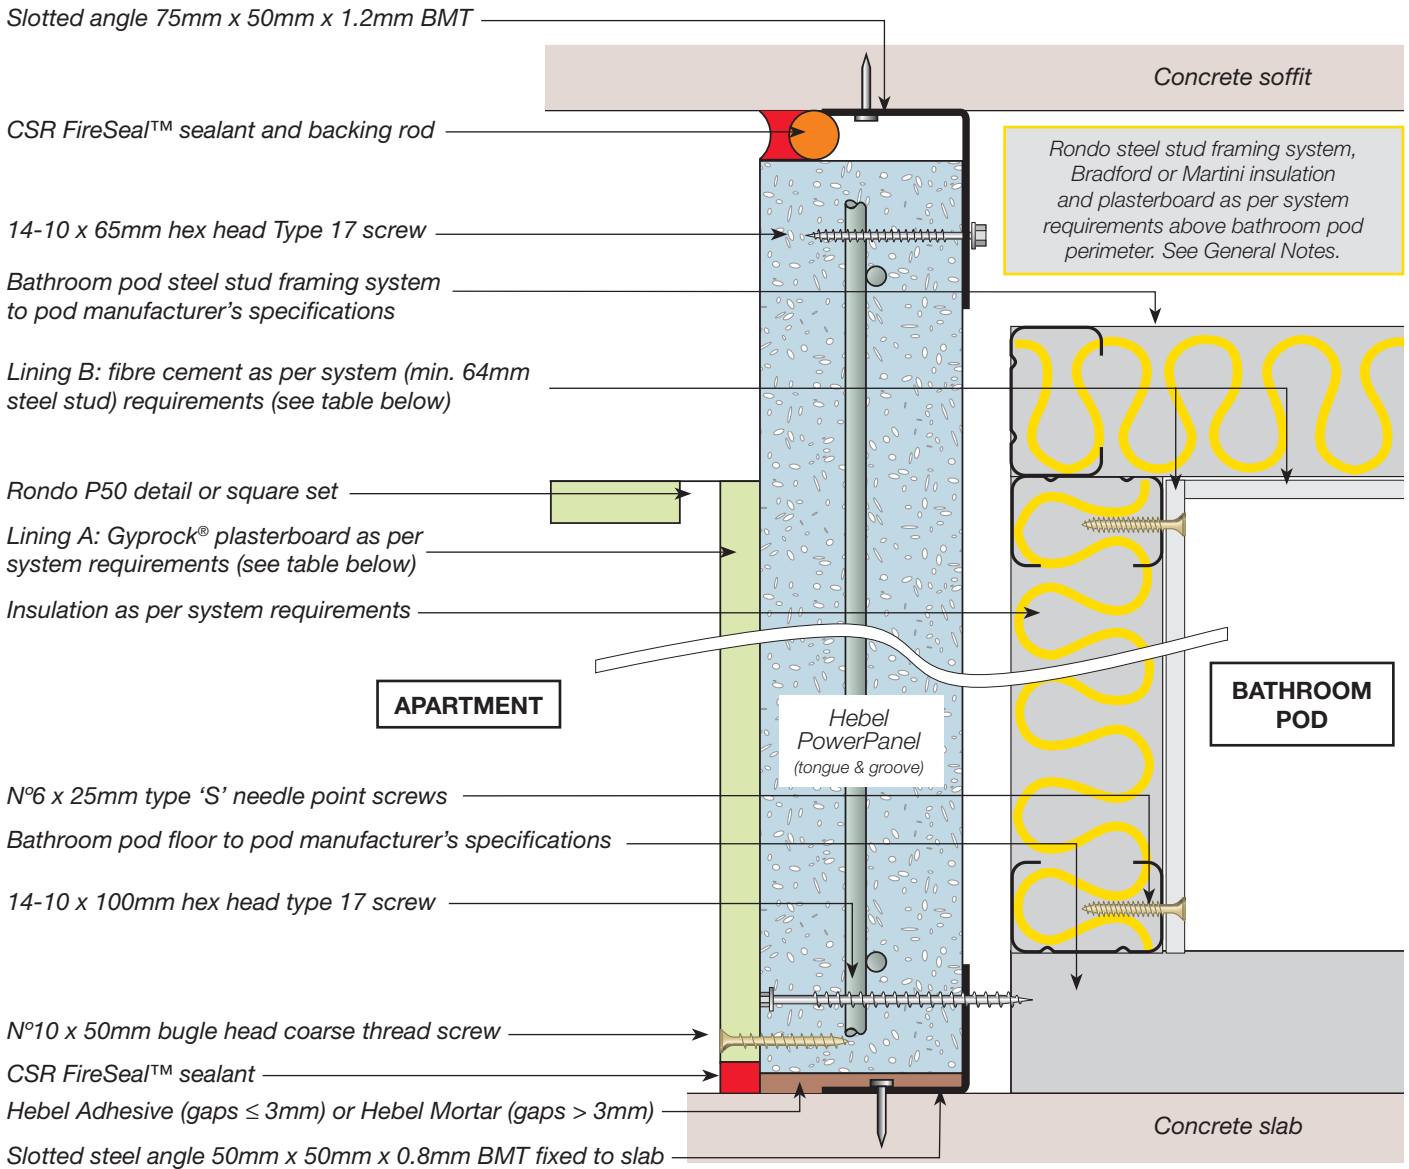 Slotted angle 75mm x 50mm x 1.2mm BMT
Concrete soffit
CSR FireSeal™ sealant and backing rod
Rondo steel stud framing system,
Bradford or Martini insulation
and plasterboard as per system
requirements above bathroom pod
perimeter. See General Notes.
14-10 x 65mm hex head Type 17 screw
Bathroom pod steel stud framing system
to pod manufacturer’s specifications
Lining B: fibre cement as per system (min. 64mm
steel stud) requirements (see table below)
Rondo P50 detail or square set
Lining A: Gyprock® plasterboard as per
system requirements (see table below)
Insulation as per system requirements
APARTMENT
BATHROOM
POD
Hebel
PowerPanel
(tongue & groove)
Nº6 x 25mm type ‘S’ needle point screws
Bathroom pod floor to pod manufacturer’s specifications
14-10 x 100mm hex head type 17 screw
Nº10 x 50mm bugle head coarse thread screw
CSR FireSeal™ sealant
Hebel Adhesive (gaps ≤ 3mm) or Hebel Mortar (gaps > 3mm)
Concrete slab
Slotted steel angle 50mm x 50mm x 0.8mm BMT fixed to slab